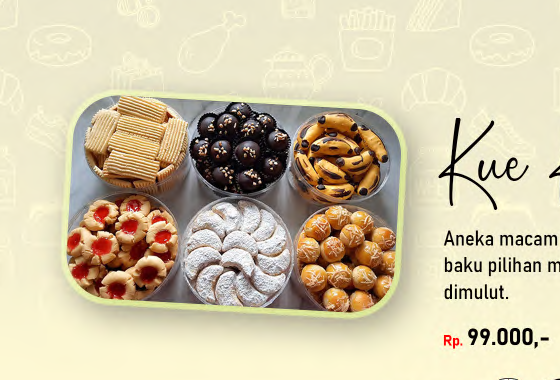 Kue
Aneka macam
baku pilihan
dimulut.
Rp. 99.000,-